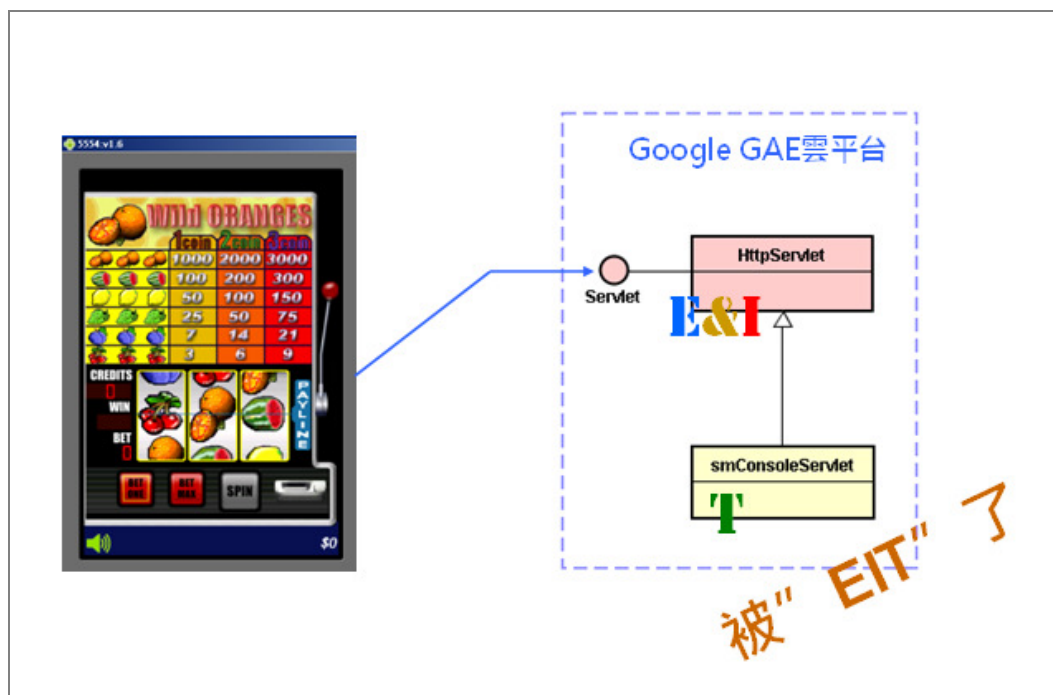 5554:v1.6
Wild ORANGES
1coin 2coin 3coin
1000 2000 3000
100 200 300
50 100 150
25 50 75
7 14 21
3 6 9
CREDITS
0
WIN
BET
0
PAYLINE
BET ONE
BET MAX
SPIN
$0
Google GAE雲平台
HttpServlet
Servlet
E&I
smConsoleServlet
T
被”EIT”了